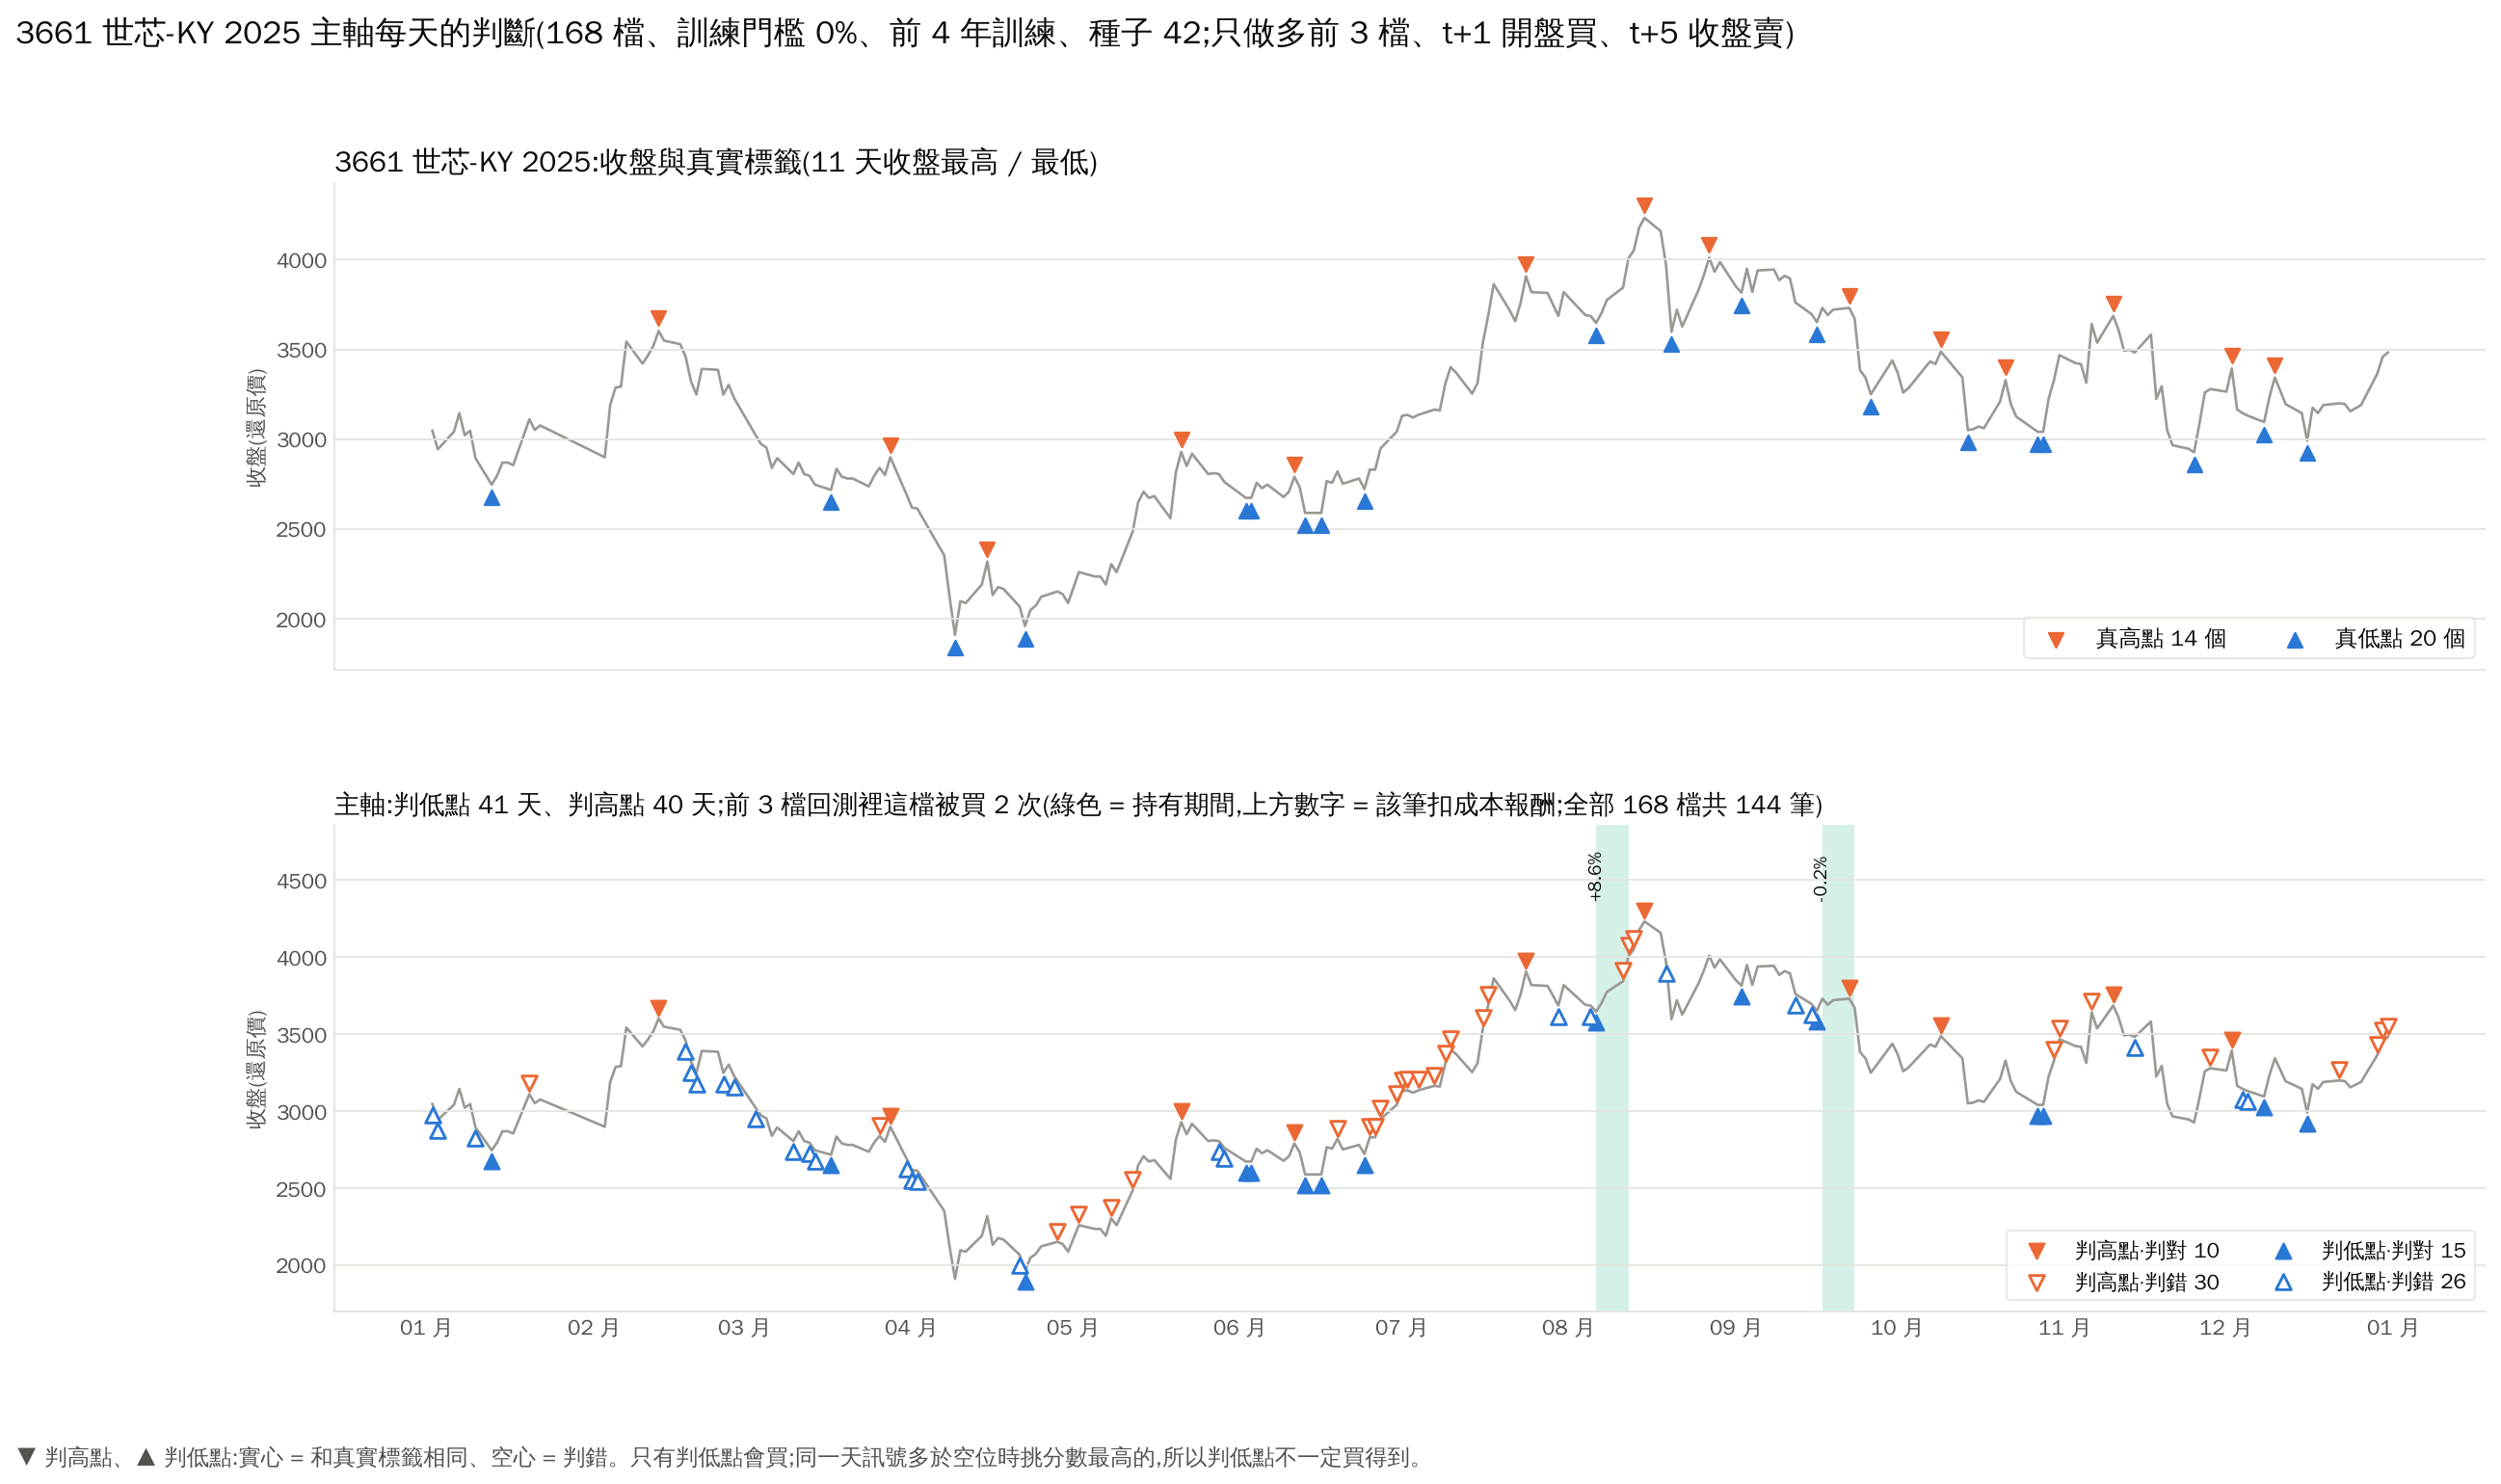 3661 世芯-KY 2025 主軸每天的判斷(168 檔、訓練門檻 0%、前 4 年訓練、種子 42;只做多前 3 檔、t+1 開盤買、t+5 收盤賣)
3661 世芯-KY 2025:收盤與真實標籤(11 天收盤最高 / 最低)
收盤(還原價)
4000
3500
3000
2500
2000
真高點 14 個
真低點 20 個
主軸:判低點 41 天、判高點 40 天;前 3 檔回測裡這檔被買 2 次(綠色 = 持有期間,上方數字 = 該筆扣成本報酬;全部 168 檔共 144 筆)
收盤(還原價)
4500
4000
3500
3000
2500
2000
+8.6%
-0.2%
判高點·判對 10
判低點·判對 15
判高點·判錯 30
判低點·判錯 26
01 月
02 月
03 月
04 月
05 月
06 月
07 月
08 月
09 月
10 月
11 月
12 月
01 月
▼ 判高點、▲ 判低點:實心 = 和真實標籤相同、空心 = 判錯。只有判低點會買;同一天訊號多於空位時挑分數最高的,所以判低點不一定買得到。